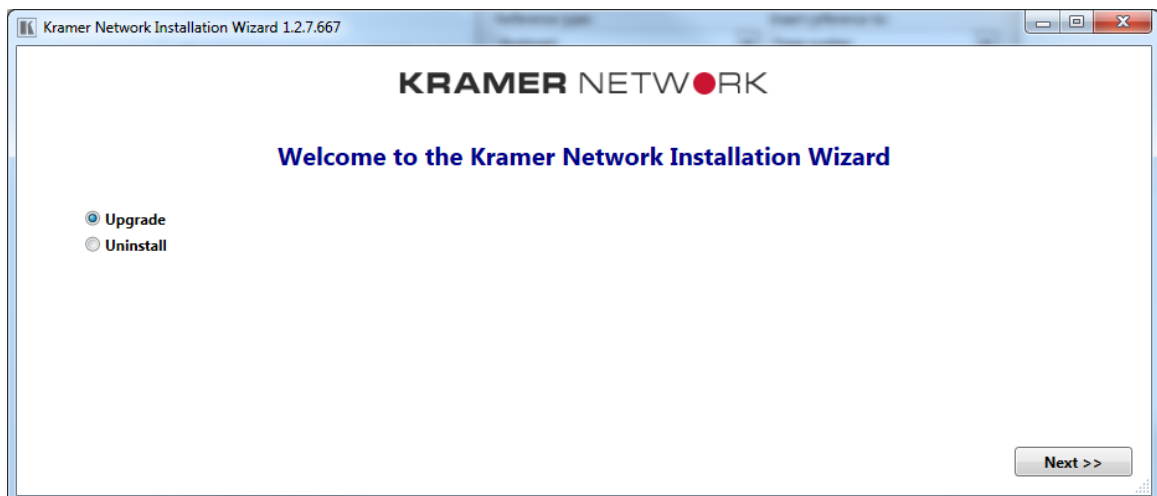 Kramer Network Installation Wizard 1.2.7.667
KRAMER NETWORK
Welcome to the Kramer Network Installation Wizard
Upgrade
Uninstall
Next >>